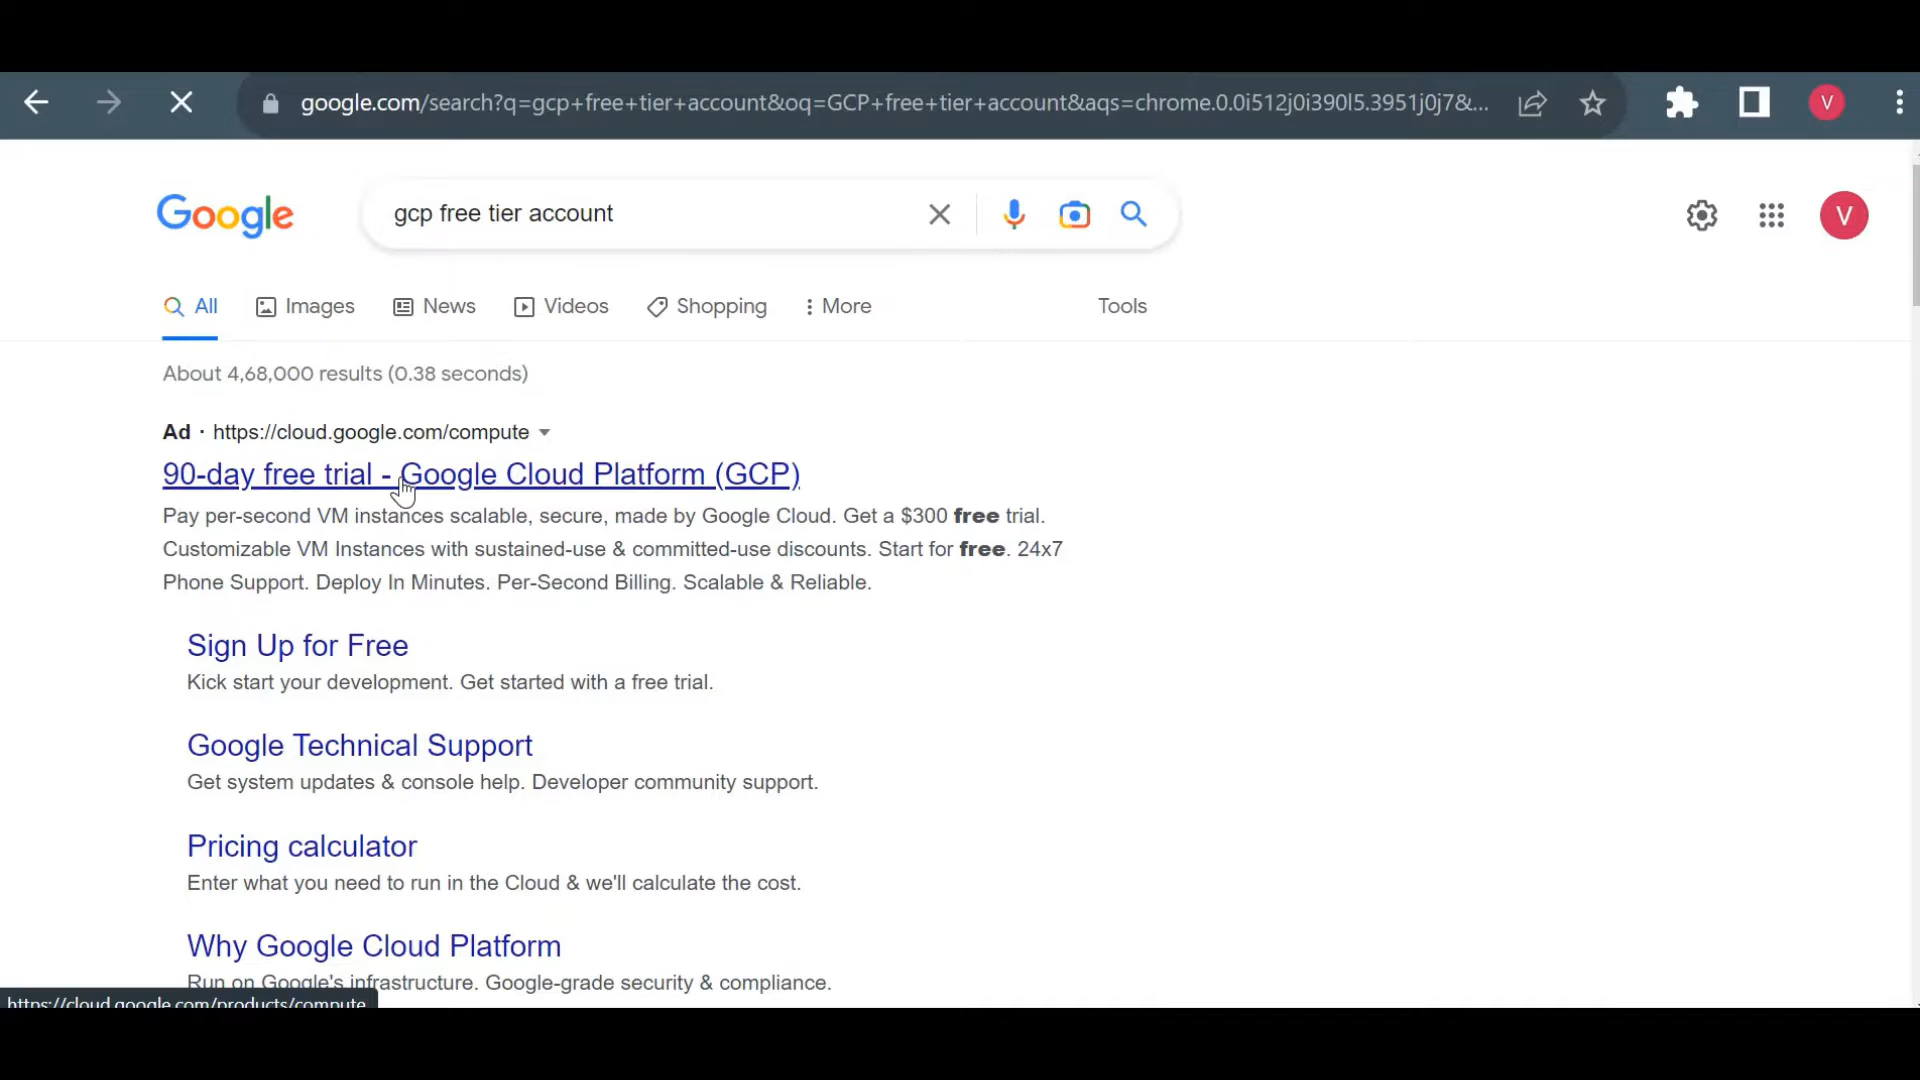 google.com/search?q=gcp+free+tier+account&oq=GCP+free+tier+account&aqs=chrome.0.0i512j0i390l5.3951j0j7&...
V
Google
gcp free tier account
V
All
Images
News
Videos
Shopping
More
Tools
About 4,68,000 results (0.38 seconds)
Ad · https://cloud.google.com/compute
90-day free trial - Google Cloud Platform (GCP)
Pay per-second VM instances scalable, secure, made by Google Cloud. Get a $300 free trial.
Customizable VM Instances with sustained-use & committed-use discounts. Start for free. 24x7
Phone Support. Deploy In Minutes. Per-Second Billing. Scalable & Reliable.
Sign Up for Free
Kick start your development. Get started with a free trial.
Google Technical Support
Get system updates & console help. Developer community support.
Pricing calculator
Enter what you need to run in the Cloud & we'll calculate the cost.
Why Google Cloud Platform
Run on Google's infrastructure. Google-grade security & compliance.
https://cloud.google.com/products/compute